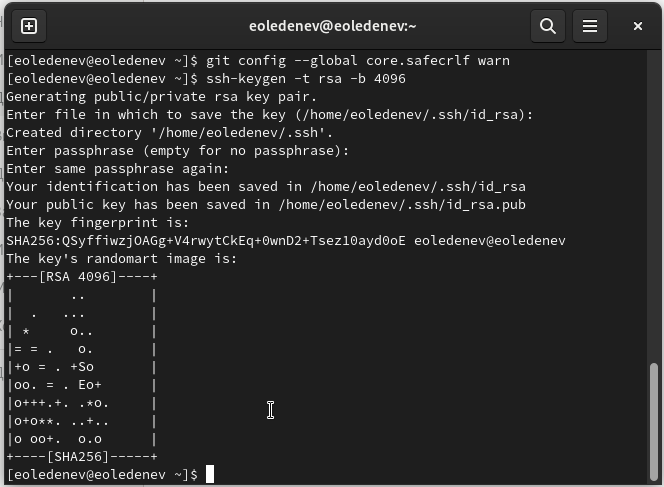 eoledenev@eoledenev:~
[eoledenev@eoledenev ~]$ git config --global core.safecrlf warn
[eoledenev@eoledenev ~]$ ssh-keygen -t rsa -b 4096
Generating public/private rsa key pair.
Enter file in which to save the key (/home/eoledenev/.ssh/id_rsa):
Created directory '/home/eoledenev/.ssh'.
Enter passphrase (empty for no passphrase):
Enter same passphrase again:
Your identification has been saved in /home/eoledenev/.ssh/id_rsa
Your public key has been saved in /home/eoledenev/.ssh/id_rsa.pub
The key fingerprint is:
SHA256:QSyffiwzjOAGg+V4rwytCkEq+0wnD2+Tsez10ayd0oE eoledenev@eoledenev
The key's randomart image is:
+---[RSA 4096]----+
|       ..        |
|  .   ...        |
| *     o..       |
|= = .   o.       |
|+o = . +So       |
|oo. = . Eo+      |
|o+++.+. .*o.     |
|o+o**. ..+..     |
|o oo+.  o.o      |
+----[SHA256]-----+
[eoledenev@eoledenev ~]$